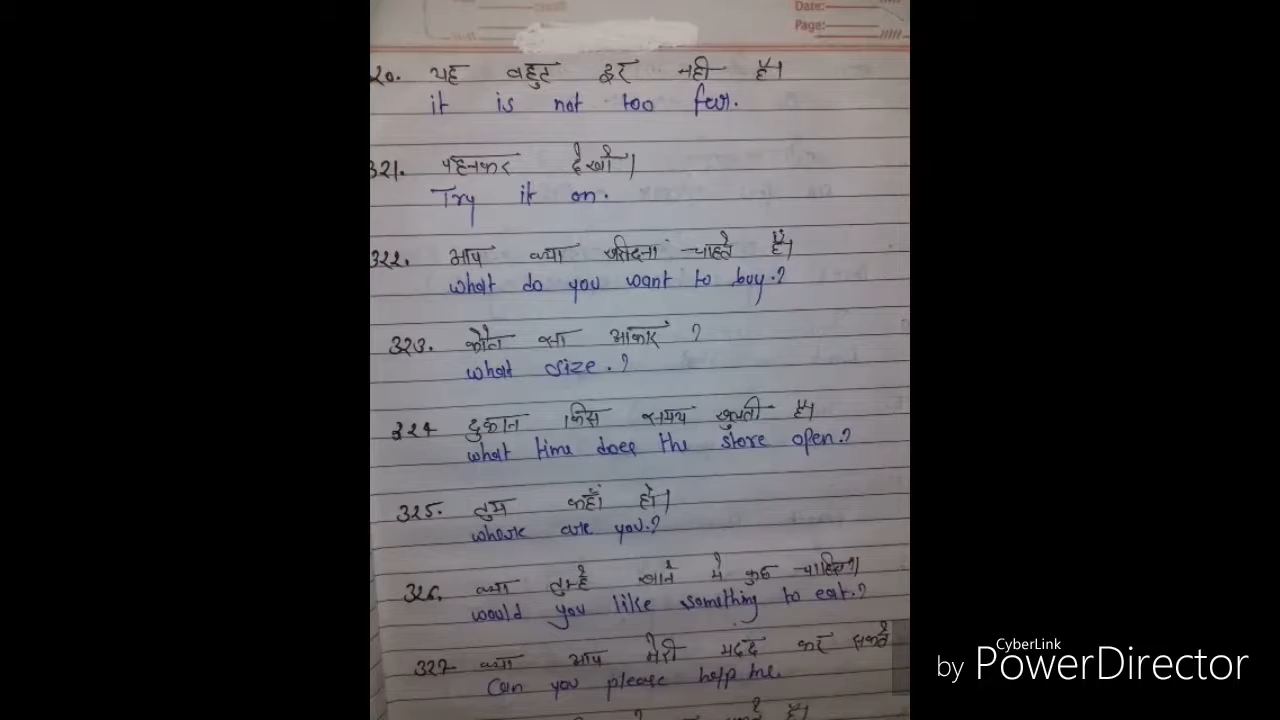 Date:
Page:
20. यह बहुत दूर नही है।
it is not too far.
321. पहनकर देखो।
Try it on.
322. आप क्या खरीदना चाहते हैं।
what do you want to buy.?
323. कौन सा आकार ?
what size.?
324 दुकान किस समय खुलती है।
what time does the store open.?
325. तुम कहाँ हो।
where are you.?
326. क्या तुम्हे खाने मे कुछ चाहिए।
would you like something to eat.?
327 क्या आप मेरी मदद कर सकते
Can you please help me.
CyberLink
by PowerDirector